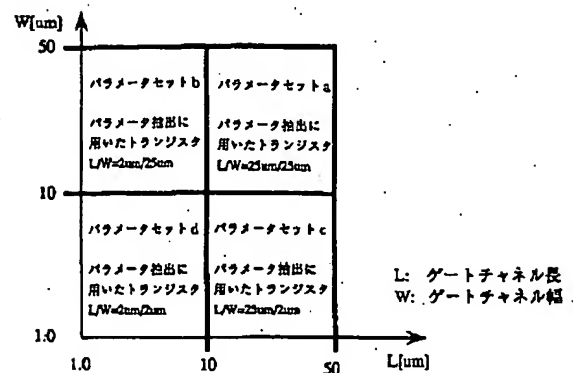 W[um]
50
パラメータセットb
パラメータ抽出に
用いたトランジスタ
L/W=2um/25um
パラメータセットa
パラメータ抽出に
用いたトランジスタ
L/W=25um/25um
10
パラメータセットd
パラメータ抽出に
用いたトランジスタ
L/W=2um/2um
パラメータセットc
パラメータ抽出に
用いたトランジスタ
L/W=25um/2um
L: ゲートチャネル長
W: ゲートチャネル幅
1.0
1.0
10
50
L[um]